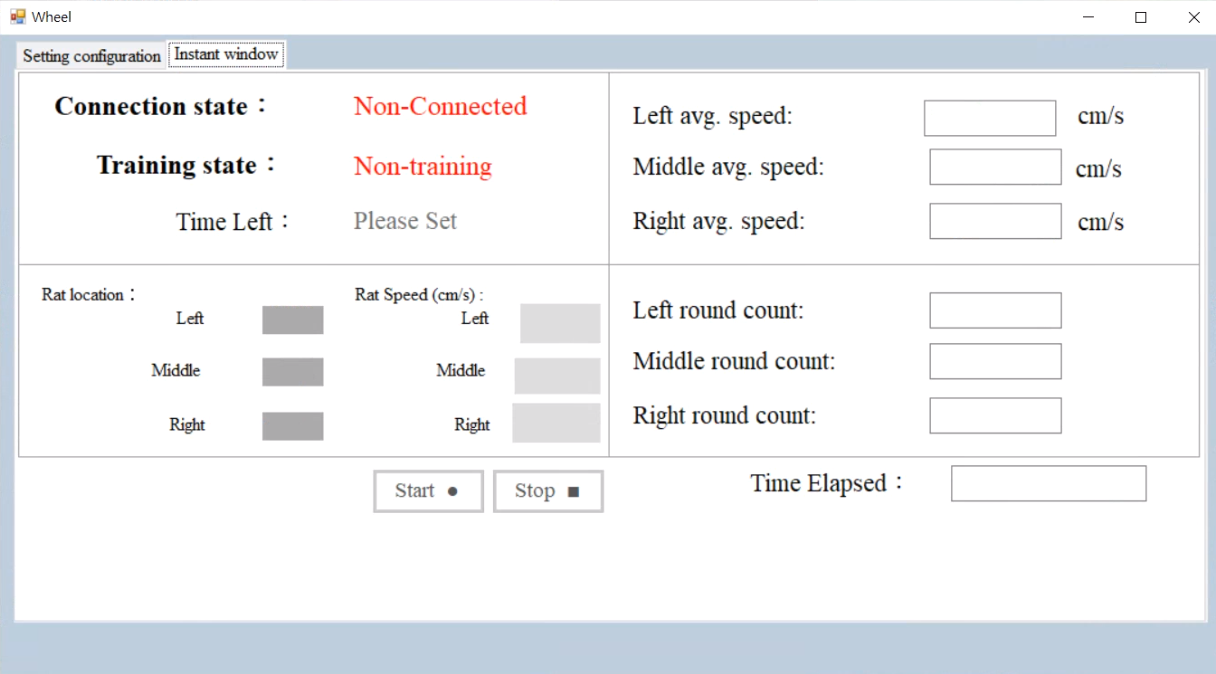 Wheel
Setting configuration
Instant window
Connection state：
Non-Connected
Training state：
Non-training
Time Left：
Please Set
Left avg. speed:
cm/s
Middle avg. speed:
cm/s
Right avg. speed:
cm/s
Rat location：
Left
Middle
Right
Rat Speed (cm/s) :
Left
Middle
Right
Left round count:
Middle round count:
Right round count:
Start ●
Stop ■
Time Elapsed：